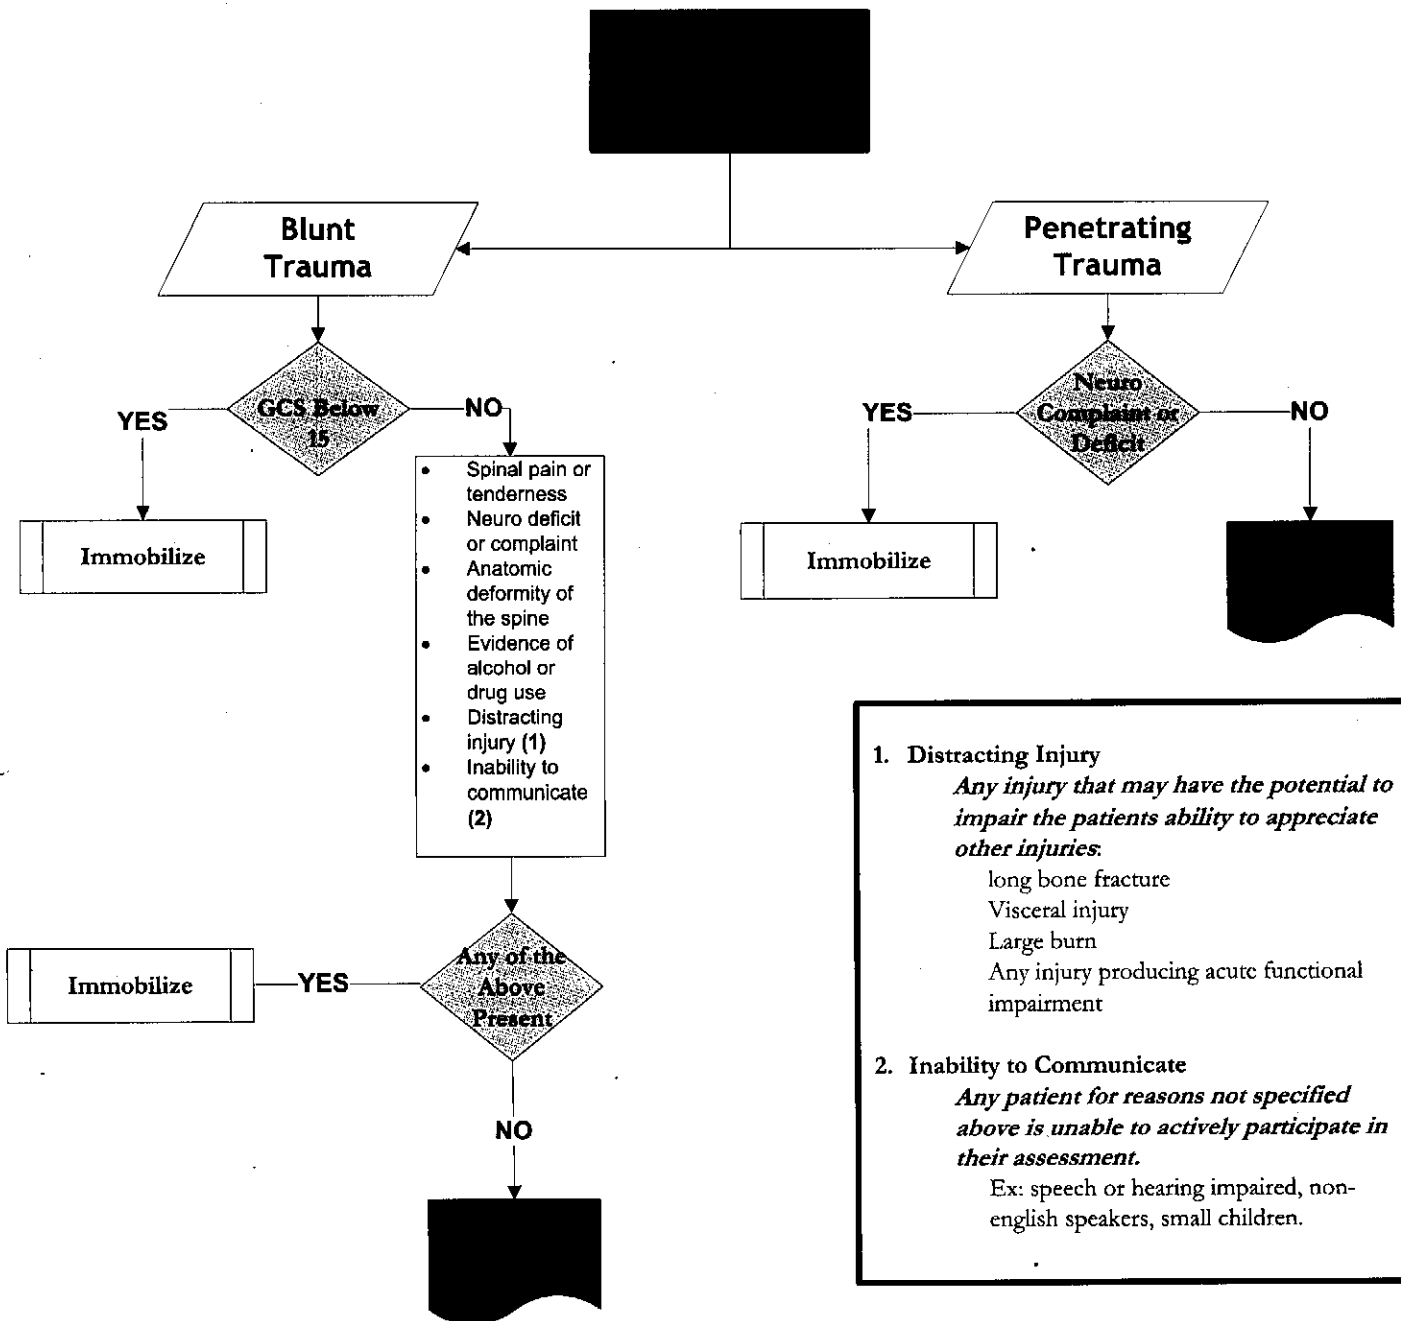 Blunt
Trauma
Penetrating
Trauma
GCS Below
15
YES
NO
Immobilize
• Spinal pain or
tenderness
• Neuro deficit
or complaint
• Anatomic
deformity of
the spine
• Evidence of
alcohol or
drug use
• Distracting
injury (1)
• Inability to
communicate
(2)
Any of the
Above
Present
YES
Immobilize
NO
Neuro
Complaint or
Deficit
YES
NO
Immobilize
1. Distracting Injury
Any injury that may have the potential to
impair the patients ability to appreciate
other injuries:
long bone fracture
Visceral injury
Large burn
Any injury producing acute functional
impairment
2. Inability to Communicate
Any patient for reasons not specified
above is unable to actively participate in
their assessment.
Ex: speech or hearing impaired, non-
english speakers, small children.